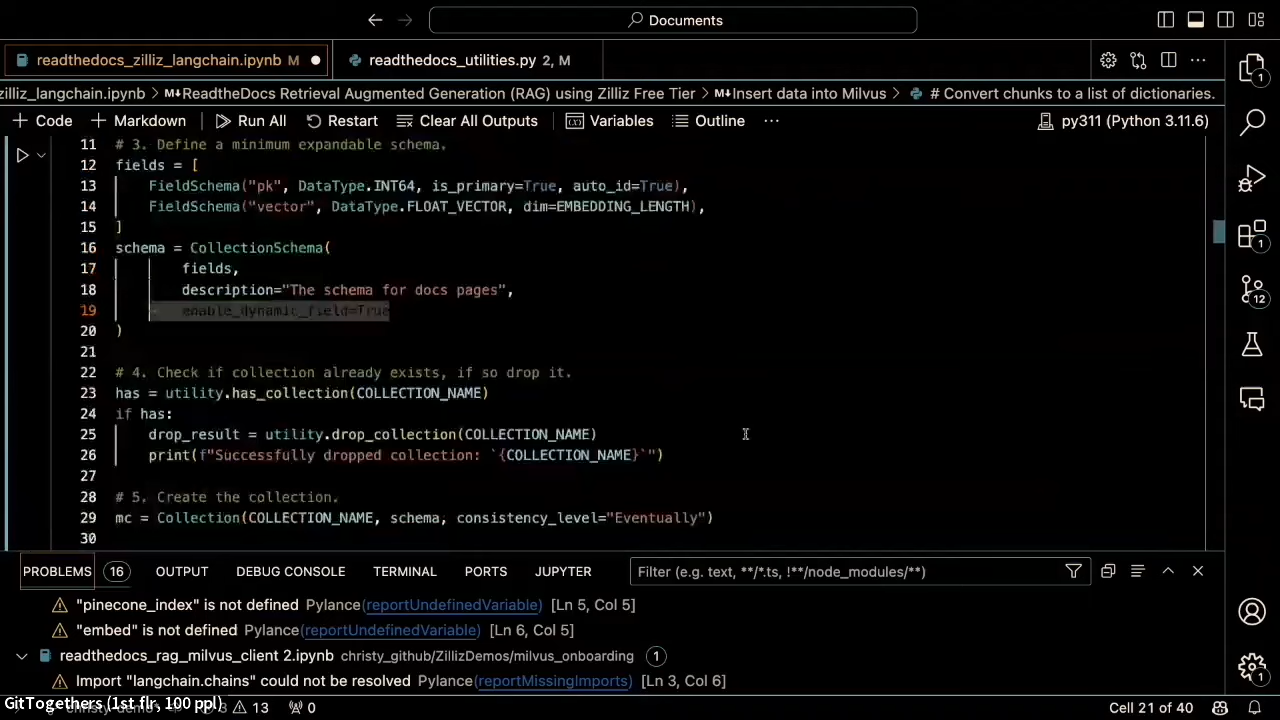 Documents
readthedocs_zilliz_langchain.ipynb M
readthedocs_utilities.py 2, M
zilliz_langchain.ipynb > M↓ReadtheDocs Retrieval Augmented Generation (RAG) using Zilliz Free Tier > M↓Insert data into Milvus > # Convert chunks to a list of dictionaries.
Code Markdown Run All Restart Clear All Outputs Variables Outline ··· py311 (Python 3.11.6)
11 # 3. Define a minimum expandable schema.
12 fields = [
13 FieldSchema("pk", DataType.INT64, is_primary=True, auto_id=True),
14 FieldSchema("vector", DataType.FLOAT_VECTOR, dim=EMBEDDING_LENGTH),
15 ]
16 schema = CollectionSchema(
17 fields,
18 description="The schema for docs pages",
19 enable_dynamic_field=True
20 )
21
22 # 4. Check if collection already exists, if so drop it.
23 has = utility.has_collection(COLLECTION_NAME)
24 if has:
25 drop_result = utility.drop_collection(COLLECTION_NAME)
26 print(f"Successfully dropped collection: `{COLLECTION_NAME}`")
27
28 # 5. Create the collection.
29 mc = Collection(COLLECTION_NAME, schema, consistency_level="Eventually")
30
PROBLEMS 16 OUTPUT DEBUG CONSOLE TERMINAL PORTS JUPYTER Filter (e.g. text, **/*.ts, !**/node_modules/**)
"pinecone_index" is not defined Pylance(reportUndefinedVariable) [Ln 5, Col 5]
"embed" is not defined Pylance(reportUndefinedVariable) [Ln 6, Col 5]
readthedocs_rag_milvus_client 2.ipynb christy_github/ZillizDemos/milvus_onboarding 1
Import "langchain.chains" could not be resolved Pylance(reportMissingImports) [Ln 3, Col 6]
GitTogethers (1st flr, 100 ppl)
13 0 Cell 21 of 40
1
1
12
1